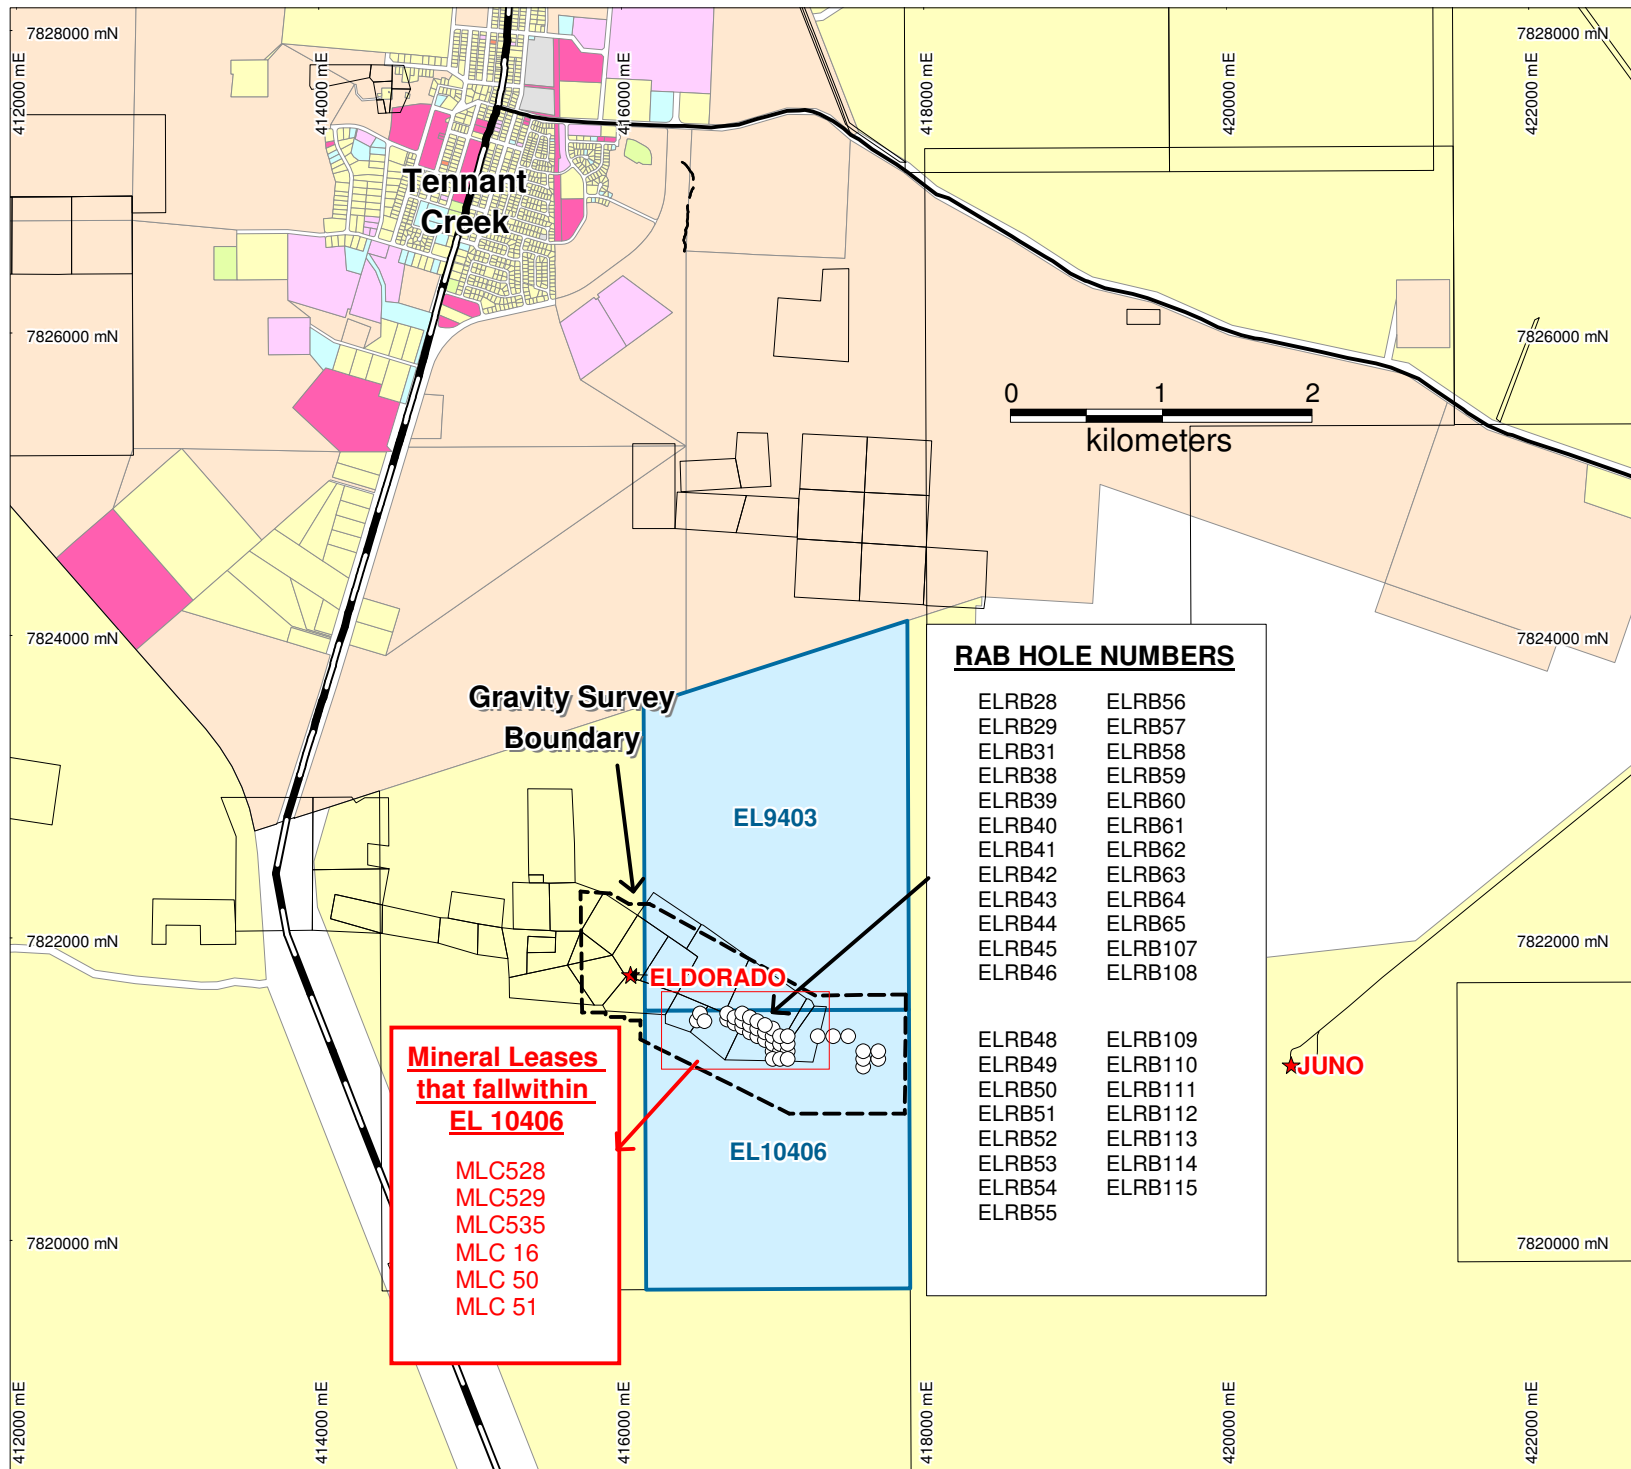 7828000 mN
7828000 mN
412000 mE
414000 mE
416000 mE
418000 mE
420000 mE
422000 mE
Tennant
Creek
7826000 mN
7826000 mN
0 1 2
kilometers
7824000 mN
7824000 mN
Gravity Survey
Boundary
EL9403
RAB HOLE NUMBERS
ELRB28 ELRB56
ELRB29 ELRB57
ELRB31 ELRB58
ELRB38 ELRB59
ELRB39 ELRB60
ELRB40 ELRB61
ELRB41 ELRB62
ELRB42 ELRB63
ELRB43 ELRB64
ELRB44 ELRB65
ELRB45 ELRB107
ELRB46 ELRB108
ELRB48 ELRB109
ELRB49 ELRB110
ELRB50 ELRB111
ELRB51 ELRB112
ELRB52 ELRB113
ELRB53 ELRB114
ELRB54 ELRB115
ELRB55
7822000 mN
7822000 mN
ELDORADO
JUNO
Mineral Leases
that fallwithin
EL 10406
MLC528
MLC529
MLC535
MLC 16
MLC 50
MLC 51
EL10406
7820000 mN
7820000 mN
412000 mE
414000 mE
416000 mE
418000 mE
420000 mE
422000 mE